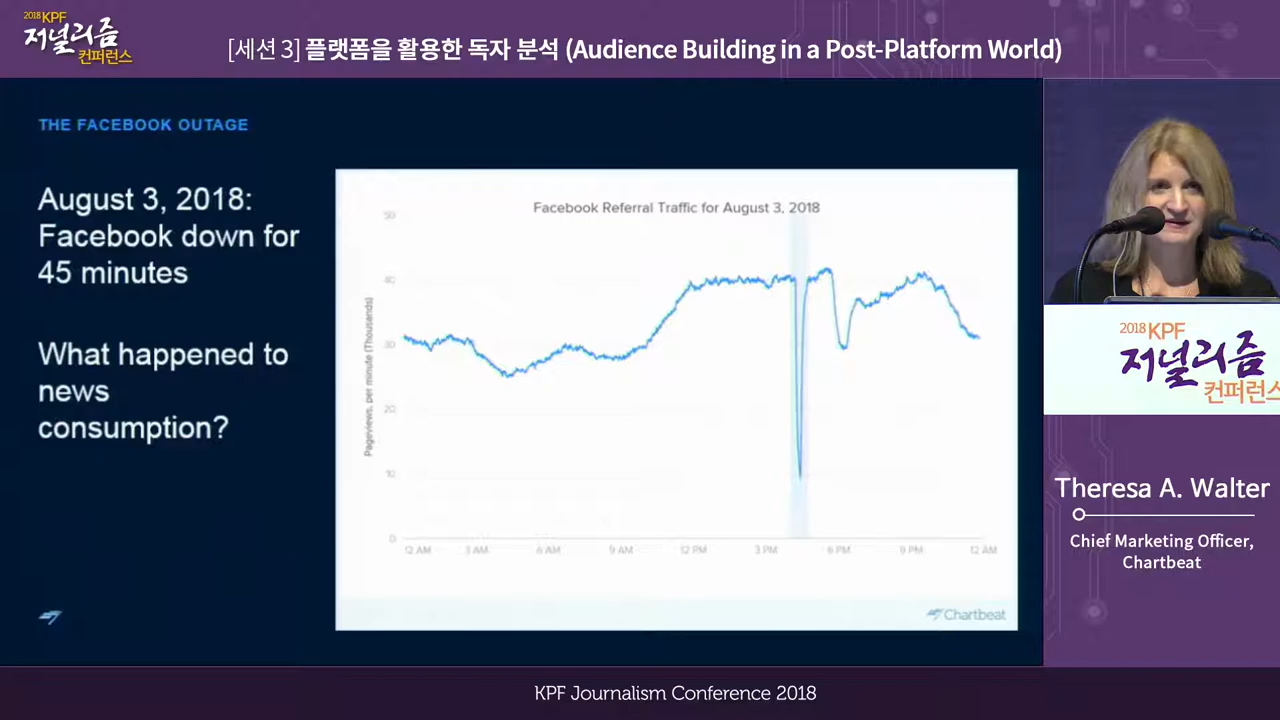 2018 KPF
저널리즘
컨퍼런스
[세션 3] 플랫폼을 활용한 독자 분석 (Audience Building in a Post-Platform World)
THE FACEBOOK OUTAGE
August 3, 2018:
Facebook down for
45 minutes
What happened to
news
consumption?
Facebook Referral Traffic for August 3, 2018
Pageviews, per minute (Thousands)
50
40
30
20
10
0
12 AM 3 AM 6 AM 9 AM 12 PM 3 PM 6 PM 9 PM 12 AM
Chartbeat
2018 KPF
저널리즘
컨퍼런스
Theresa A. Walter
Chief Marketing Officer,
Chartbeat
KPF Journalism Conference 2018